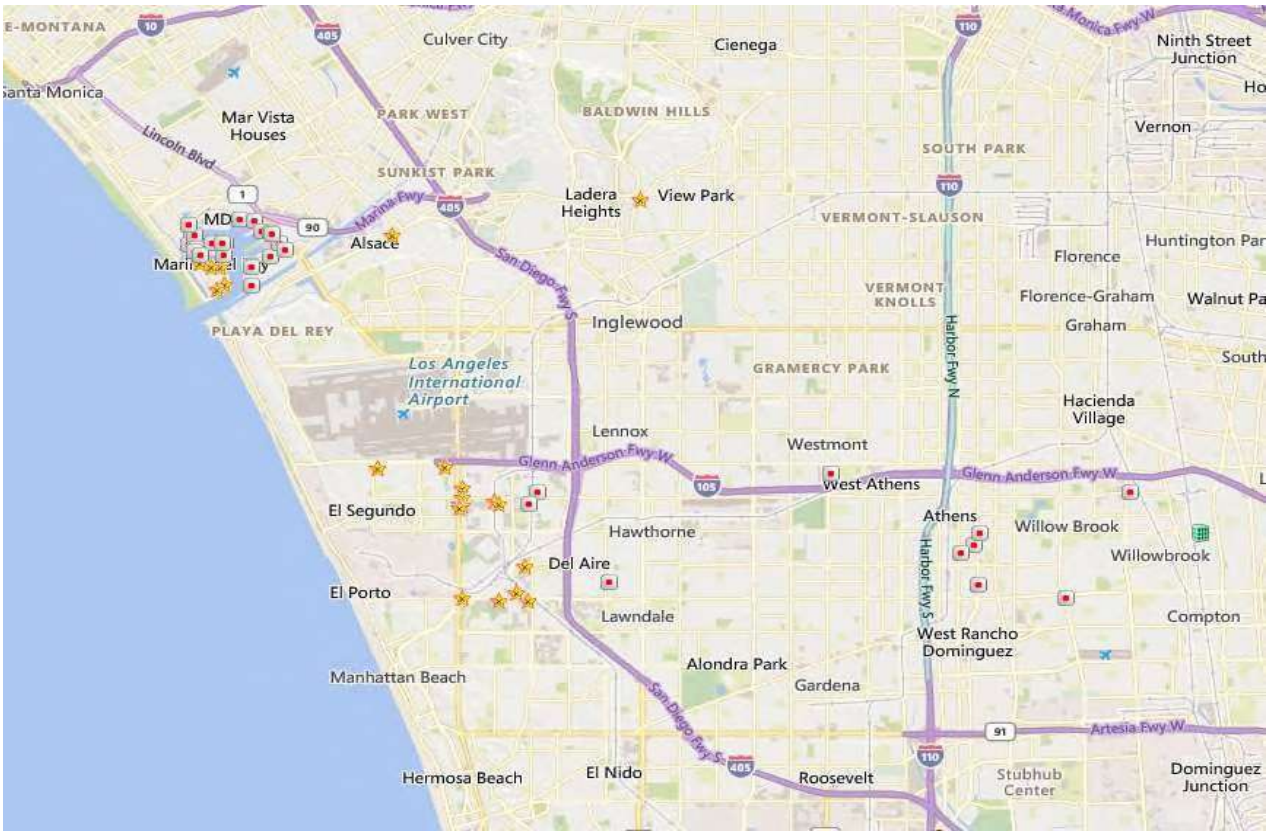 E-MONTANA
10
405
Culver City
Cienega
110
Monica Fwy W
Ninth Street
Junction
Santa Monica
Ho
Mar Vista
Houses
PARK WEST
BALDWIN HILLS
Vernon
Lincoln Blvd
SOUTH PARK
SUNKIST PARK
1
Marina Fwy
405
Ladera
Heights
View Park
110
MD
90
Alsace
VERMONT-SLAUSON
Huntington Par
San Diego Fwy S
Florence
VERMONT
KNOLLS
Florence-Graham
Walnut Pa
PLAYA DEL REY
Inglewood
Harbor Fwy N
Graham
South
Los Angeles
International
Airport
GRAMERCY PARK
Hacienda
Village
Lennox
Westmont
Glenn Anderson Fwy W
105
West Athens
Glenn Anderson Fwy W
L
El Segundo
Athens
Willow Brook
Hawthorne
Harbor Fwy S
Willowbrook
Del Aire
El Porto
Lawndale
Compton
West Rancho
Dominguez
Alondra Park
Manhattan Beach
Gardena
San Diego Fwy S
91
Artesia Fwy W
110
405
Hermosa Beach
El Nido
Roosevelt
Stubhub
Center
Dominguez
Junction